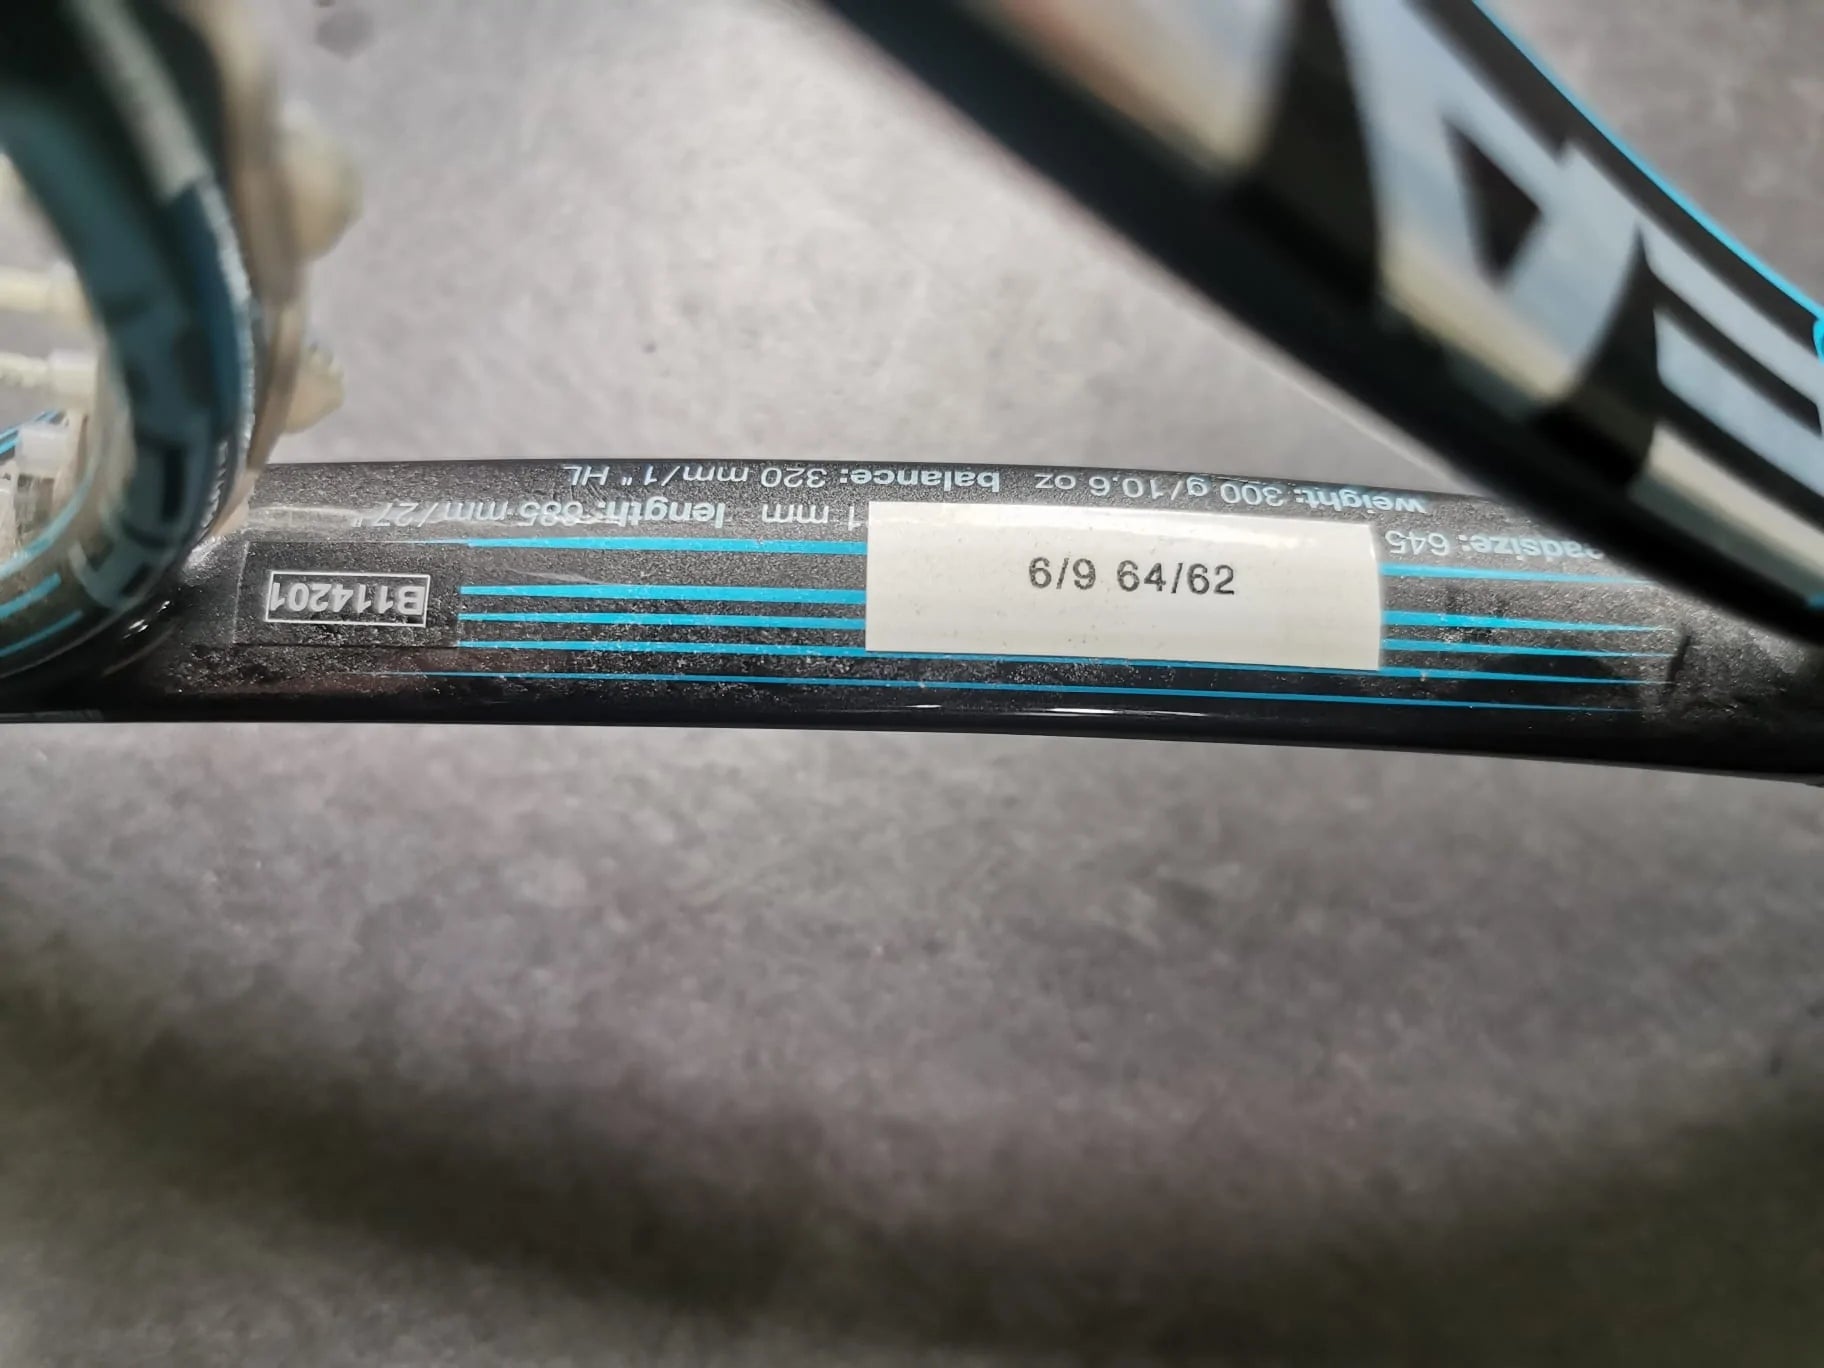 weight: 300 g/10.6 oz balance: 320 mm/1" HL
645
1 mm length: 685 mm/27"
6/9 64/62
B114201